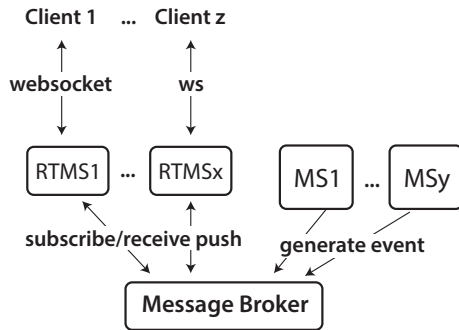 Client 1 ... Client z
websocket ws
RTMS1 ... RTMSx MS1 ... MSy
subscribe/receive push generate event
Message Broker